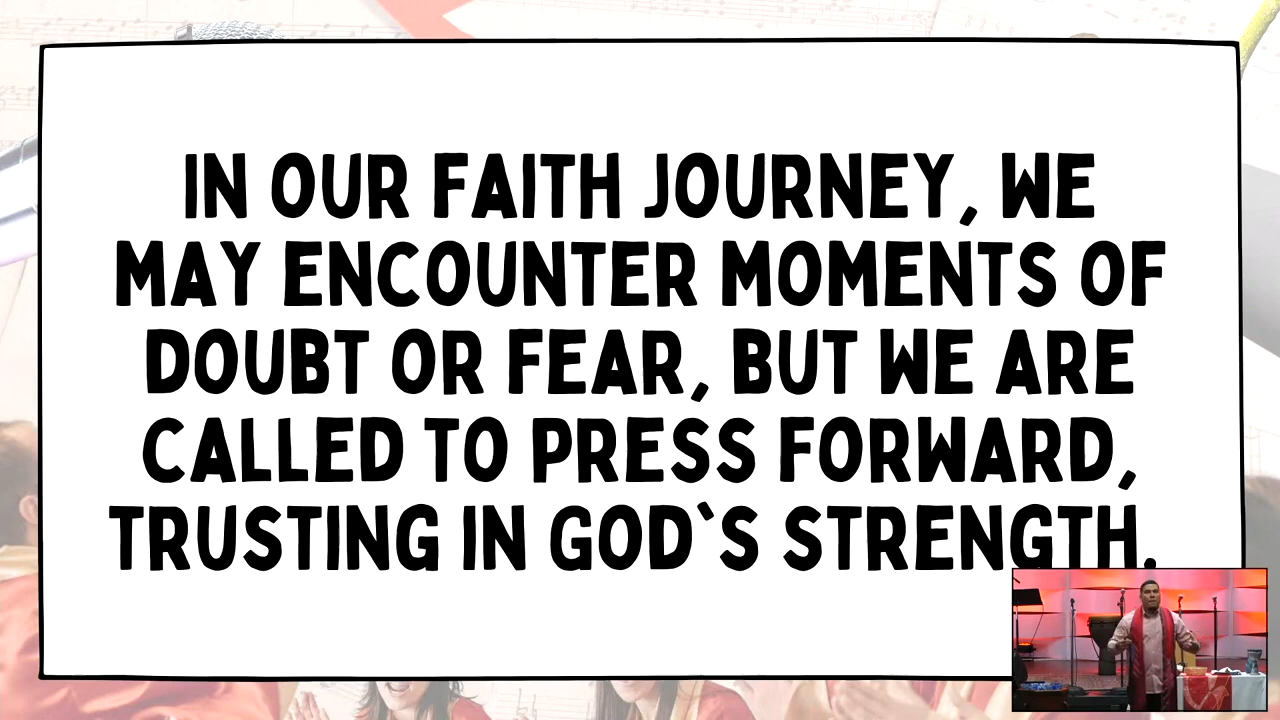 IN OUR FAITH JOURNEY, WE
MAY ENCOUNTER MOMENTS OF
DOUBT OR FEAR, BUT WE ARE
CALLED TO PRESS FORWARD,
TRUSTING IN GOD`S STRENGTH.